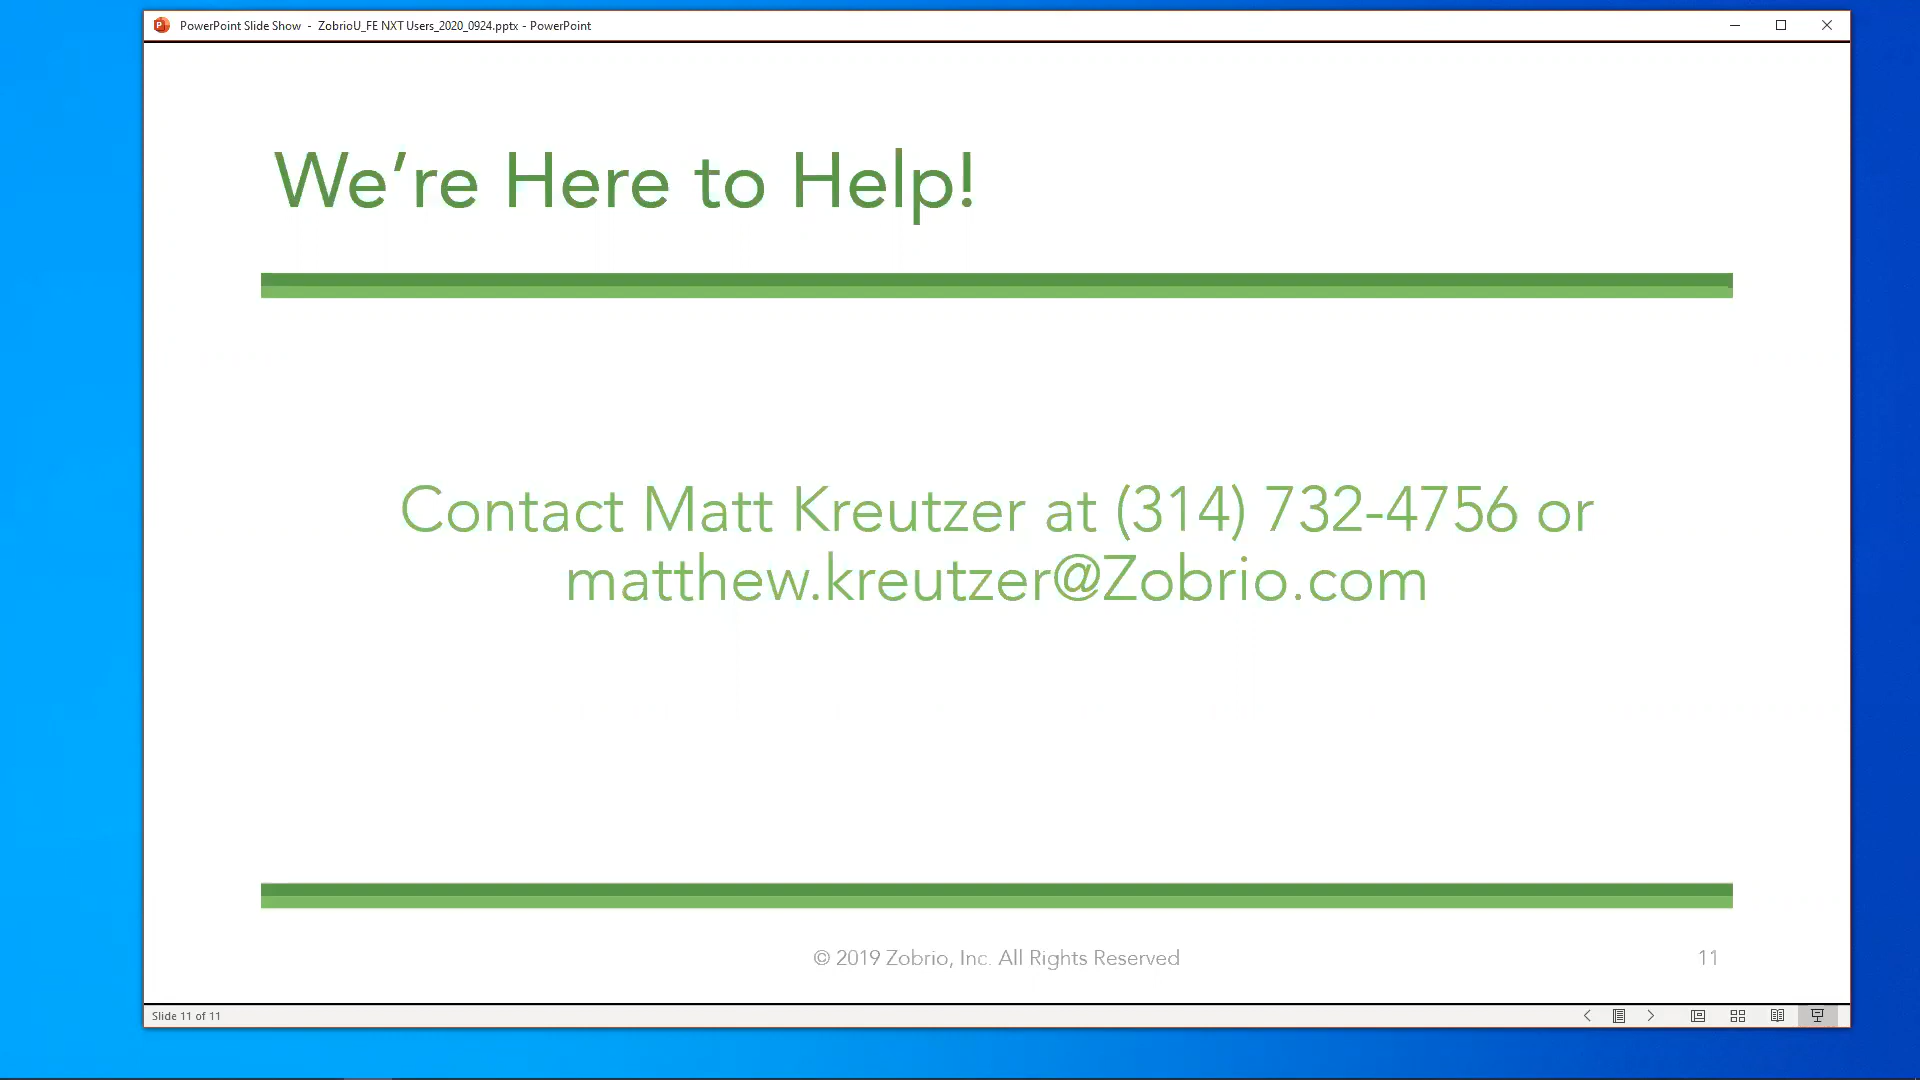 PowerPoint Slide Show - ZobrioU_FE NXT Users_2020_0924.pptx - PowerPoint
We’re Here to Help!
Contact Matt Kreutzer at (314) 732-4756 or
matthew.kreutzer@Zobrio.com
© 2019 Zobrio, Inc. All Rights Reserved
11
Slide 11 of 11